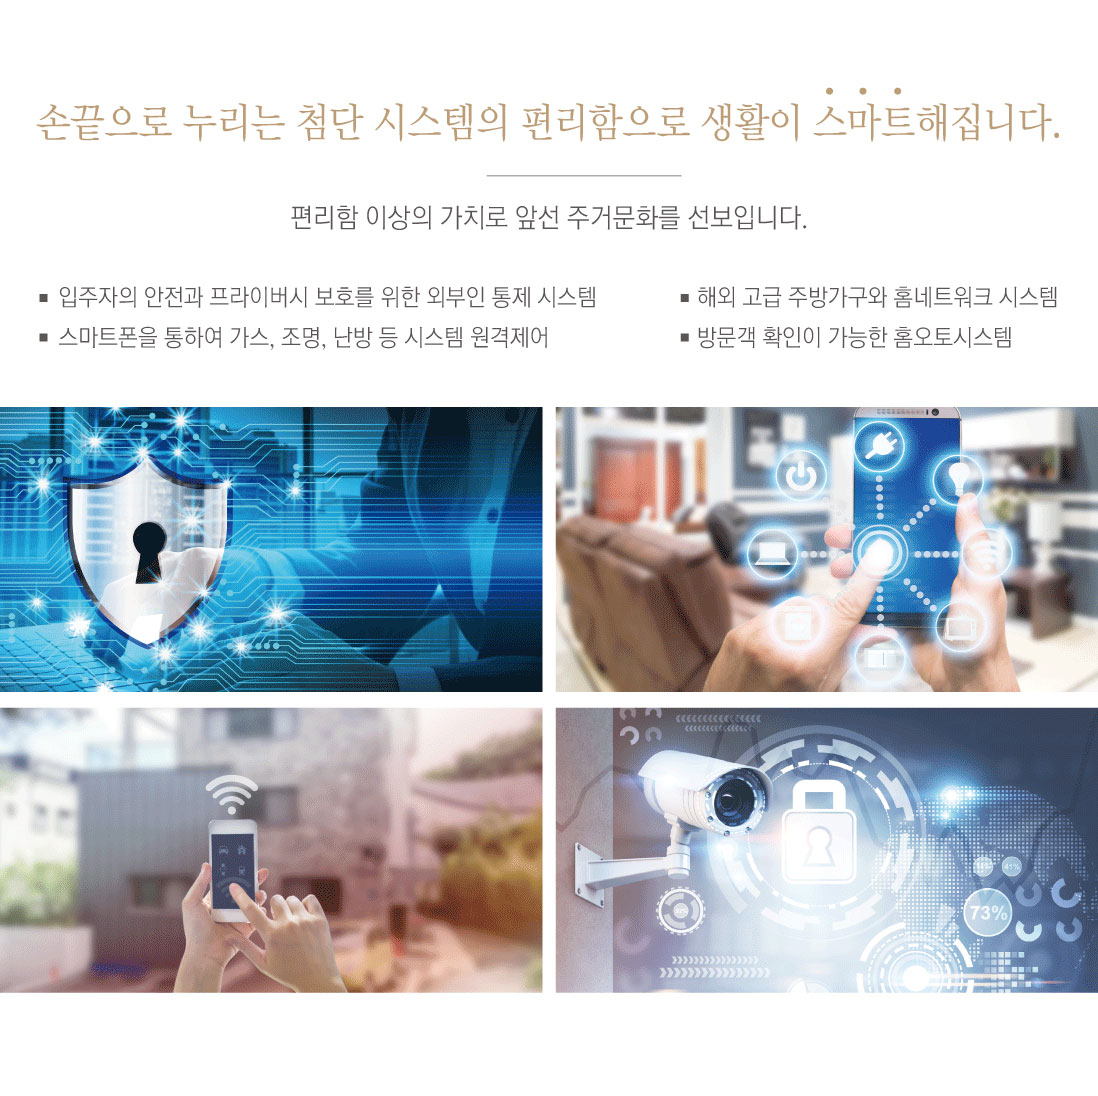 손끝으로 누리는 첨단 시스템의 편리함으로 생활이 스마트해집니다.
편리함 이상의 가치로 앞선 주거문화를 선보입니다.
▪ 입주자의 안전과 프라이버시 보호를 위한 외부인 통제 시스템
▪ 해외 고급 주방가구와 홈네트워크 시스템
▪ 스마트폰을 통하여 가스, 조명, 난방 등 시스템 원격제어
▪ 방문객 확인이 가능한 홈오토시스템
73%